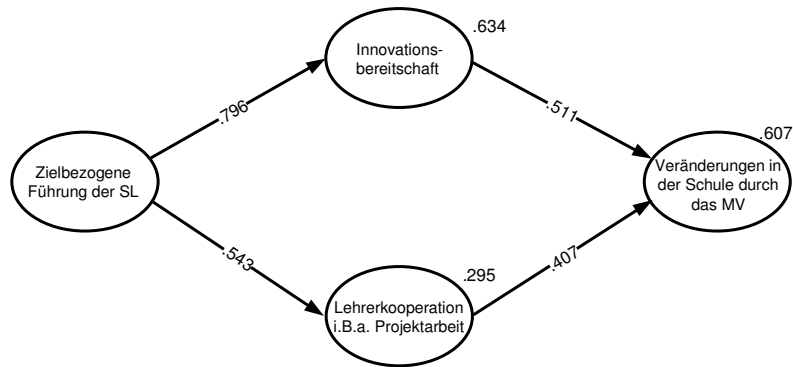 Innovations-
bereitschaft
.634
.796
.511
Zielbezogene
Führung der SL
.607
Veränderungen in
der Schule durch
das MV
.543
.407
.295
Lehrerkooperation
i.B.a. Projektarbeit